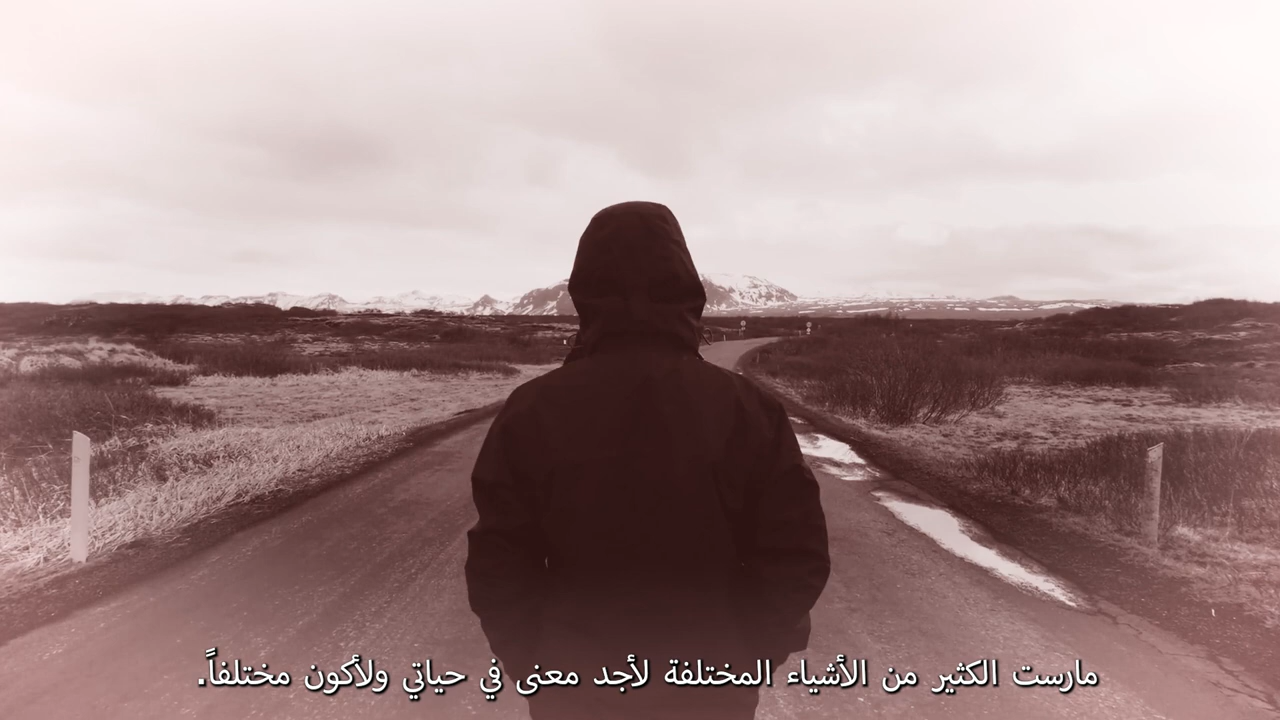 مارست الكثير من الأشياء المختلفة لأجد معنى في حياتي ولأكون مختلفاً.